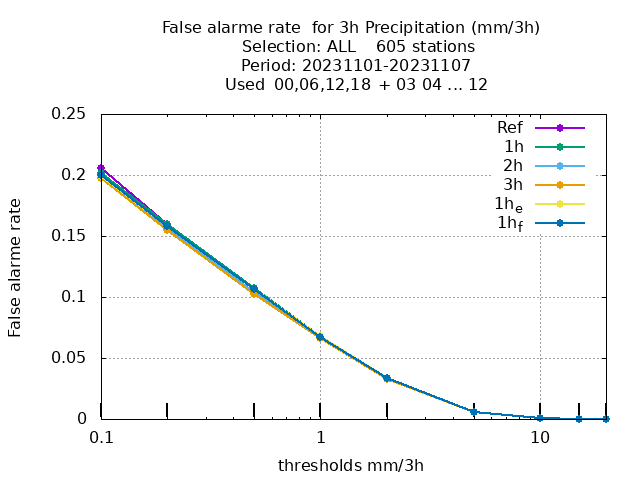 False alarme rate  for 3h Precipitation (mm/3h)
Selection: ALL    605 stations
Period: 20231101-20231107
Used  00,06,12,18  + 03 04 ... 12
0.25
0.2
0.15
0.1
0.05
0
False alarme rate
Ref
1h
2h
3h
1he
1hf
0.1
1
10
thresholds mm/3h